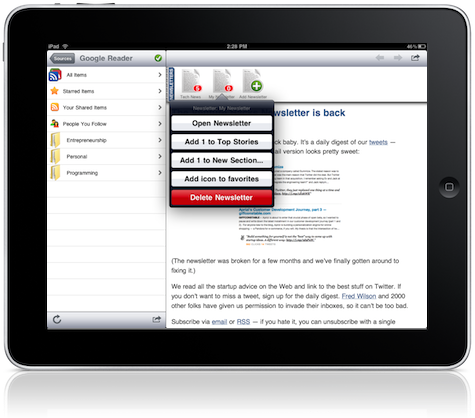 iPad
2:28 PM
46%
Sources
Google Reader
All Items
Starred Items
Your Shared Items
People You Follow
Entrepreneurship
Personal
Programming
Tech News
Add Newsletter
Newsletter: My Newsletter
Open Newsletter
Add 1 to Top Stories
Add 1 to New Section...
Add icon to favorites
Delete Newsletter
wsletter is back
ck baby. It's a daily digest of our tweets —
ail version looks pretty sweet:
(The newsletter was broken for a few months and we've finally gotten around to
fixing it.)
We read all the startup advice on the Web and link to the best stuff on Twitter. If
you don't want to miss a tweet, sign up for the daily digest. Fred Wilson and 2000
other folks have given us permission to invade their inboxes, so it can't be too bad.
Subscribe via email or RSS — if you hate it, you can unsubscribe with a single